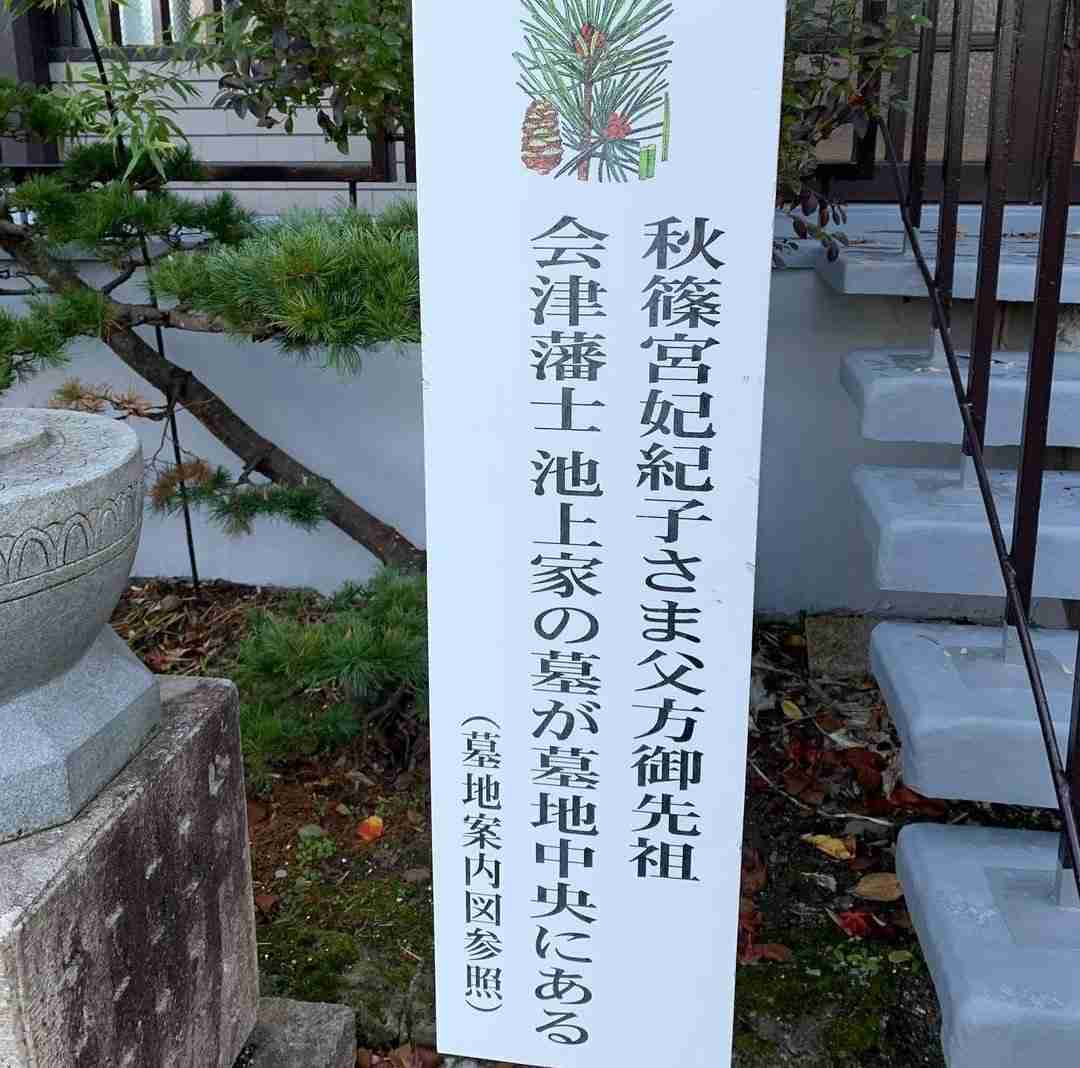 秋篠宮妃紀子さま父方御先祖
会津藩士 池上家の墓が墓地中央にある
（墓地案内図参照）